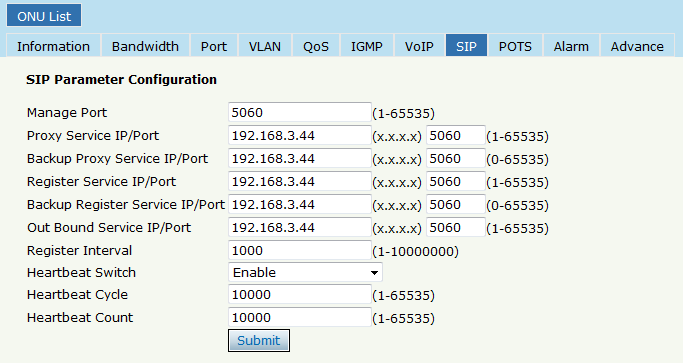 ONU List
Information Bandwidth Port VLAN QoS IGMP VoIP SIP POTS Alarm Advance
SIP Parameter Configuration
Manage Port 5060 (1-65535)
Proxy Service IP/Port 192.168.3.44 (x.x.x.x) 5060 (1-65535)
Backup Proxy Service IP/Port 192.168.3.44 (x.x.x.x) 5060 (0-65535)
Register Service IP/Port 192.168.3.44 (x.x.x.x) 5060 (1-65535)
Backup Register Service IP/Port 192.168.3.44 (x.x.x.x) 5060 (0-65535)
Out Bound Service IP/Port 192.168.3.44 (x.x.x.x) 5060 (1-65535)
Register Interval 1000 (1-10000000)
Heartbeat Switch Enable
Heartbeat Cycle 10000 (1-65535)
Heartbeat Count 10000 (1-65535)
Submit